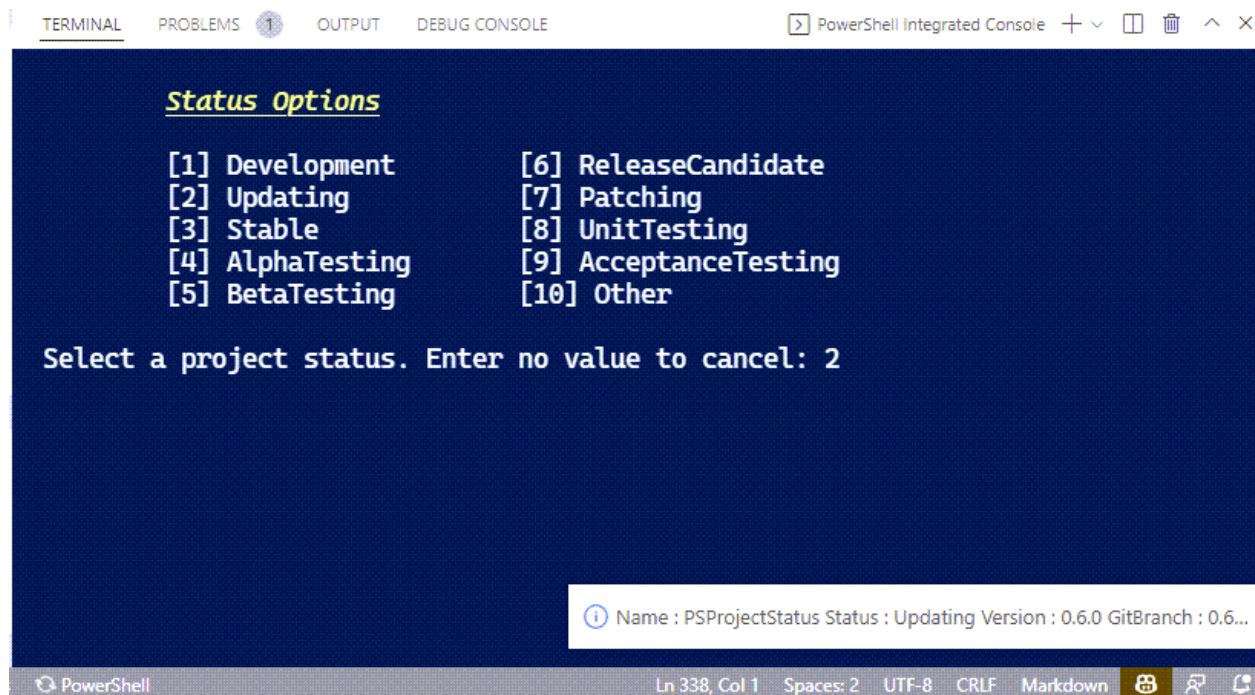 TERMINAL PROBLEMS 1 OUTPUT DEBUG CONSOLE PowerShell Integrated Console
Status Options
[1] Development [6] ReleaseCandidate
[2] Updating [7] Patching
[3] Stable [8] UnitTesting
[4] AlphaTesting [9] AcceptanceTesting
[5] BetaTesting [10] Other
Select a project status. Enter no value to cancel: 2
Name : PSProjectStatus Status : Updating Version : 0.6.0 GitBranch : 0.6...
PowerShell Ln 338, Col 1 Spaces: 2 UTF-8 CRLF Markdown